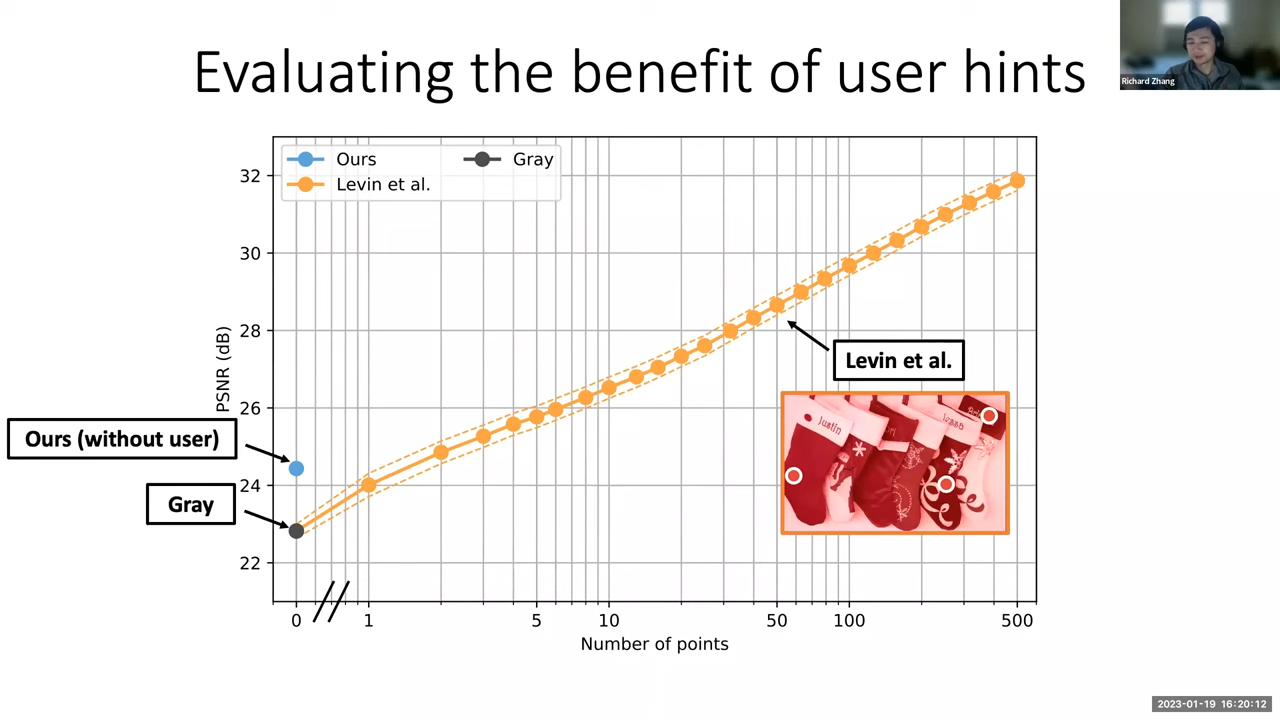 Evaluating the benefit of user hints
Richard Zhang
Ours
Levin et al.
Gray
PSNR (dB)
32
30
28
26
24
22
Ours (without user)
Gray
Levin et al.
Justin
0
1
5
10
50
100
500
Number of points
2023-01-19 16:20:12